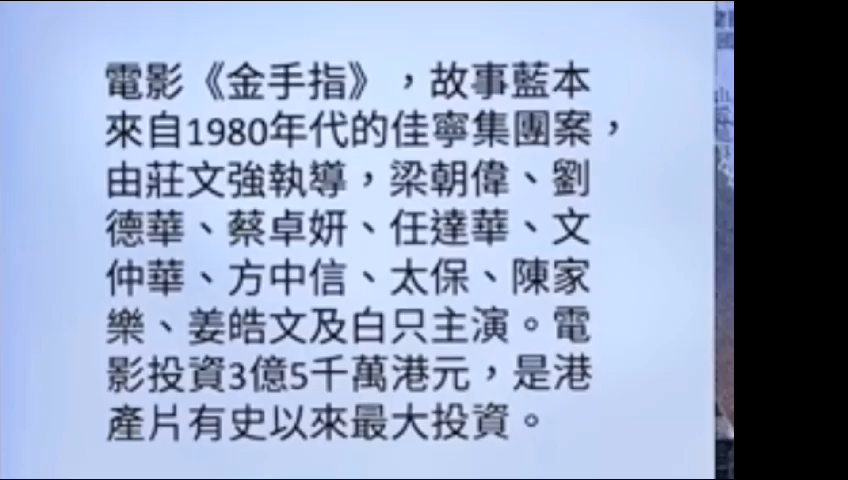 電影《金手指》，故事藍本
來自1980年代的佳寧集團案，
由莊文強執導，梁朝偉、劉
德華、蔡卓妍、任達華、文
仲華、方中信、太保、陳家
樂、姜皓文及白只主演。電
影投資3億5千萬港元，是港
產片有史以來最大投資。